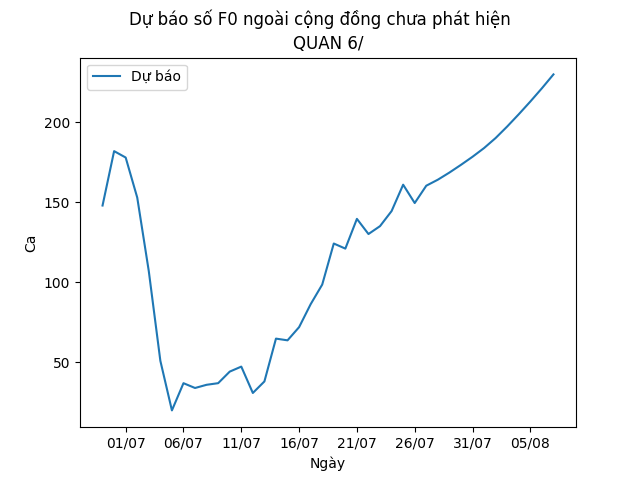 Dự báo số F0 ngoài cộng đồng chưa phát hiện
QUAN 6/
Dự báo
200
150
100
50
Ca
01/07 06/07 11/07 16/07 21/07 26/07 31/07 05/08
Ngày